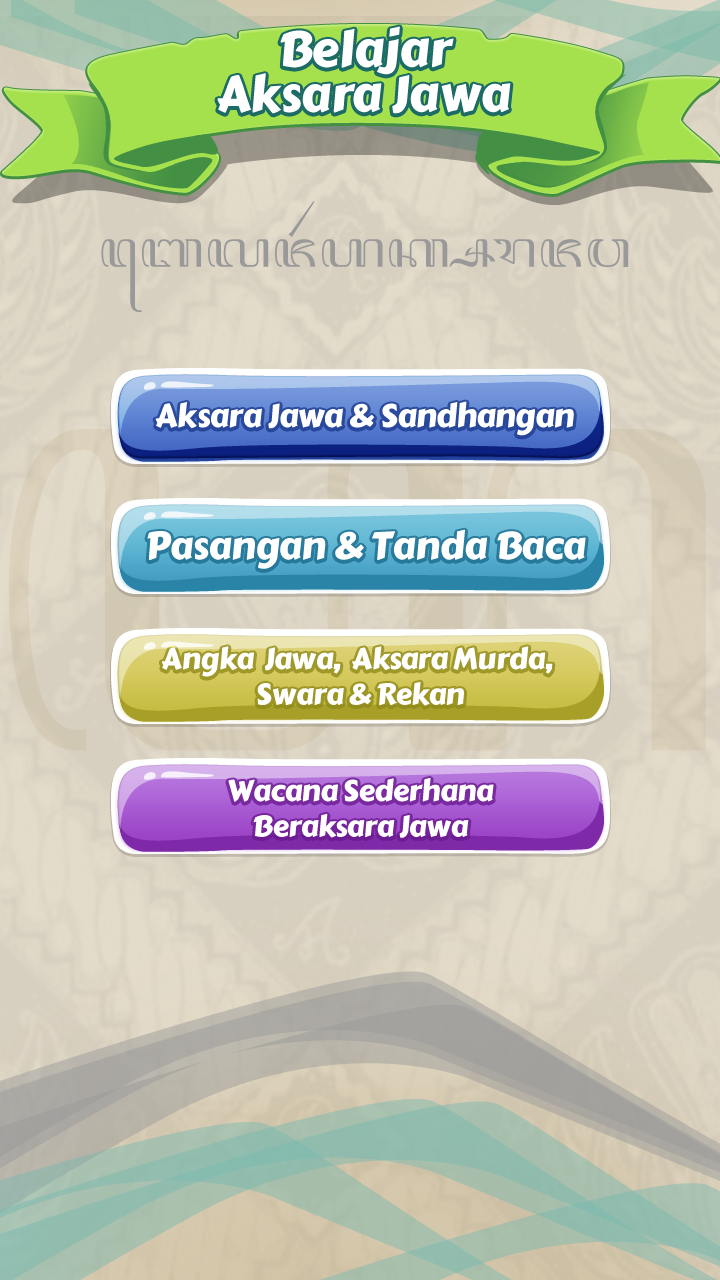 Belajar
Aksara Jawa
Aksara Jawa & Sandhangan
Pasangan & Tanda Baca
Angka Jawa, Aksara Murda,
Swara & Rekan
Wacana Sederhana
Beraksara Jawa